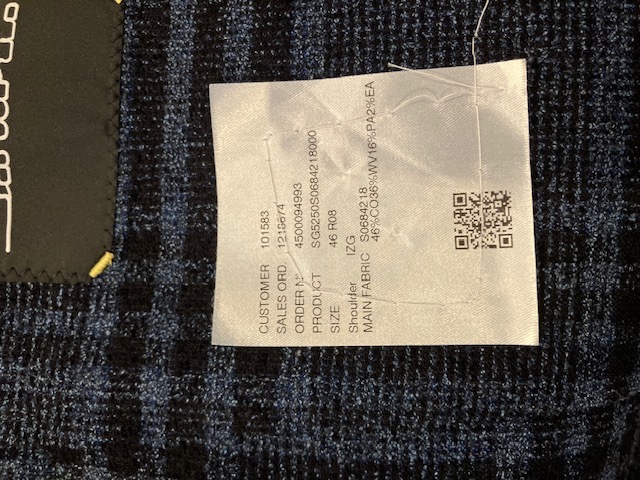 CUSTOMER 101583
SALES ORD 1215674
ORDER N° 4500094993
PRODUCT SG5250S0684218000
SIZE 46 R08
Shoulder IZG
MAIN FABRIC S0684218
46%CO36%WV16%PA2%EA